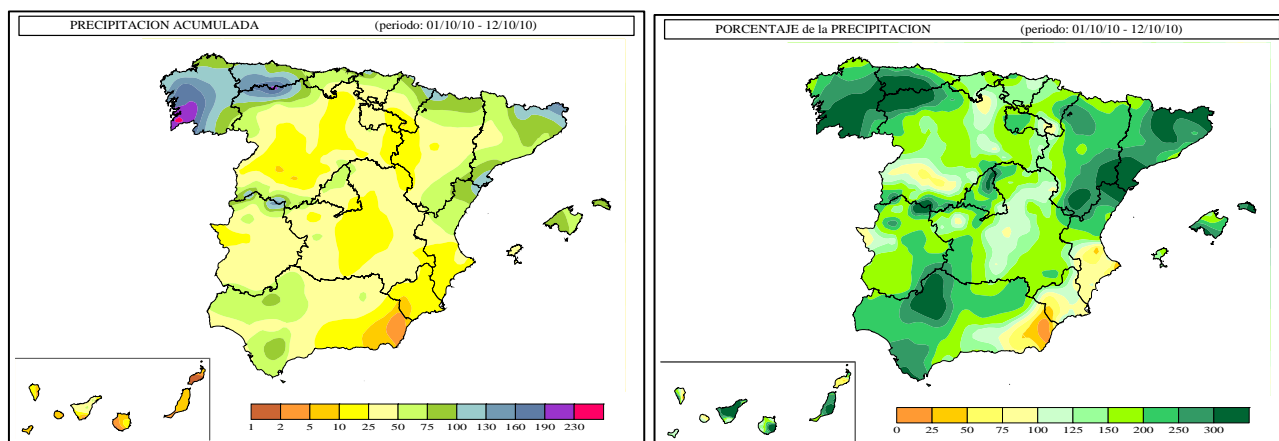 PRECIPITACION ACUMULADA (periodo: 01/10/10 - 12/10/10)
1 2 5 10 25 50 75 100 130 160 190 230
PORCENTAJE de la PRECIPITACION (periodo: 01/10/10 - 12/10/10)
0 25 50 75 100 125 150 200 250 300